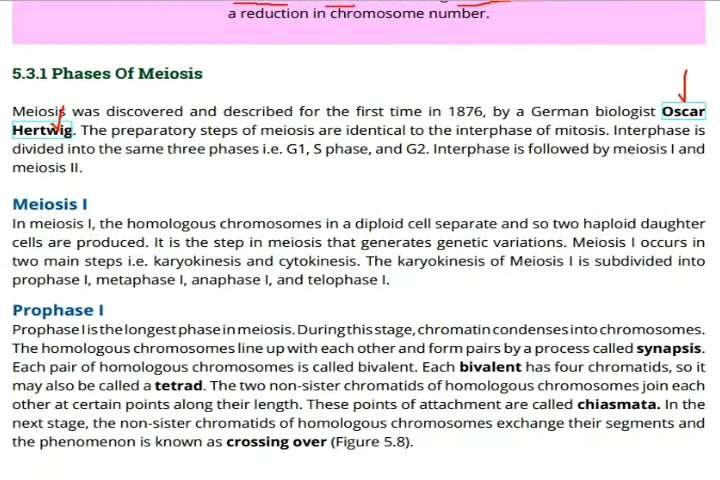 a reduction in chromosome number.
5.3.1 Phases Of Meiosis
Meiosis was discovered and described for the first time in 1876, by a German biologist Oscar
Hertwig. The preparatory steps of meiosis are identical to the interphase of mitosis. Interphase is
divided into the same three phases i.e. G1, S phase, and G2. Interphase is followed by meiosis I and
meiosis II.
Meiosis I
In meiosis I, the homologous chromosomes in a diploid cell separate and so two haploid daughter
cells are produced. It is the step in meiosis that generates genetic variations. Meiosis I occurs in
two main steps i.e. karyokinesis and cytokinesis. The karyokinesis of Meiosis I is subdivided into
prophase I, metaphase I, anaphase I, and telophase I.
Prophase I
Prophase I is the longest phase in meiosis. During this stage, chromatin condenses into chromosomes.
The homologous chromosomes line up with each other and form pairs by a process called synapsis.
Each pair of homologous chromosomes is called bivalent. Each bivalent has four chromatids, so it
may also be called a tetrad. The two non-sister chromatids of homologous chromosomes join each
other at certain points along their length. These points of attachment are called chiasmata. In the
next stage, the non-sister chromatids of homologous chromosomes exchange their segments and
the phenomenon is known as crossing over (Figure 5.8).